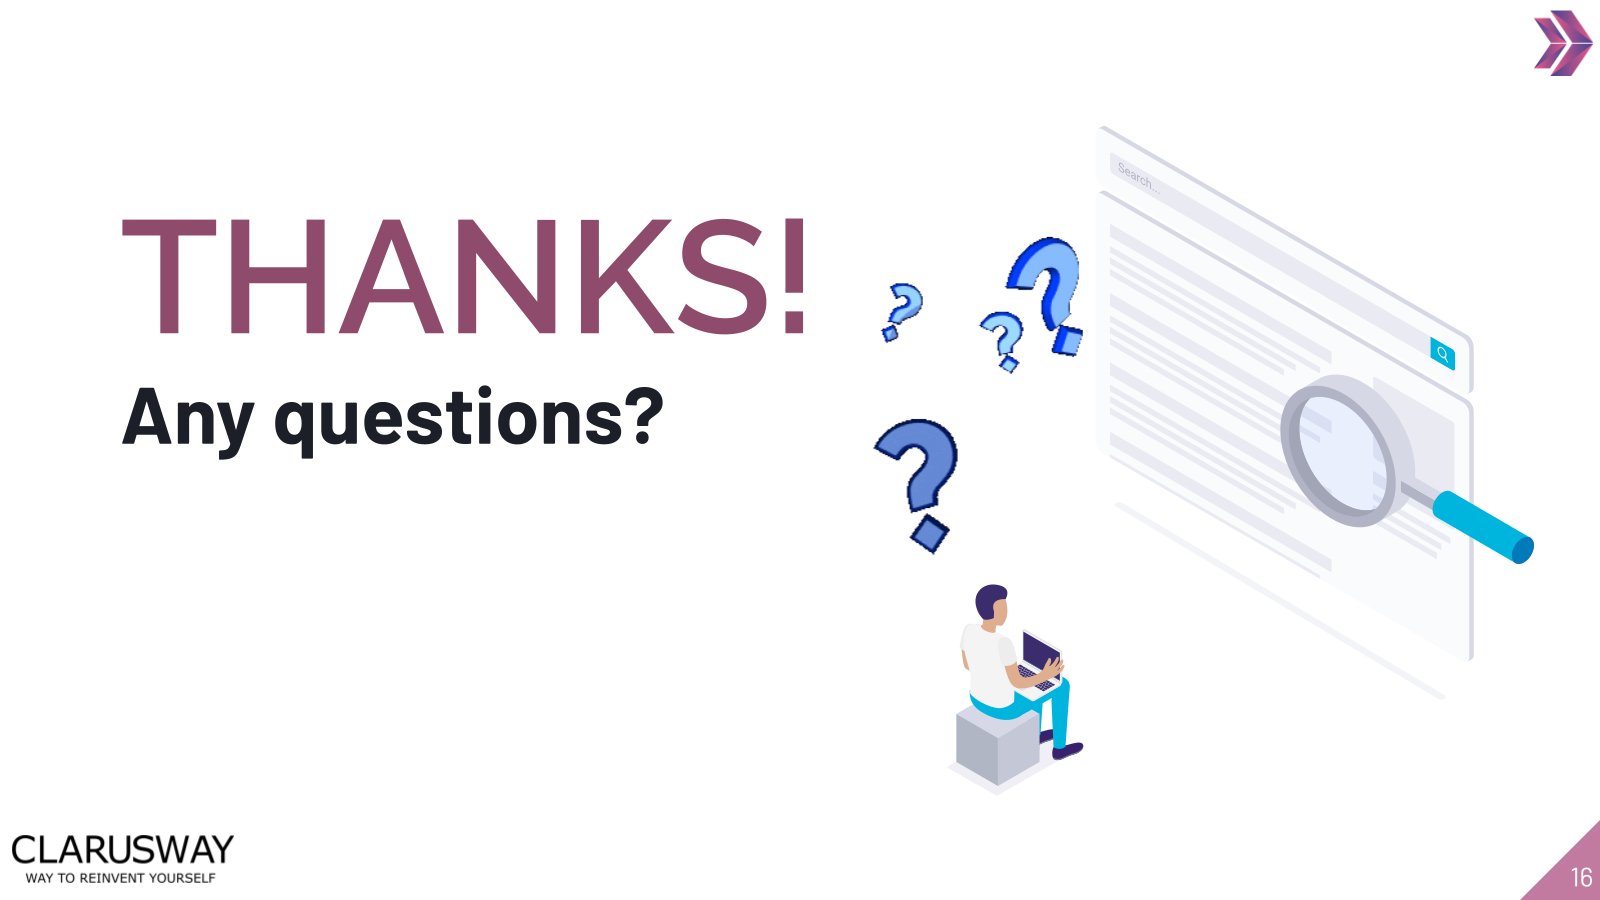 THANKS!
Any questions?
Search...
CLARUSWAY
WAY TO REINVENT YOURSELF
16